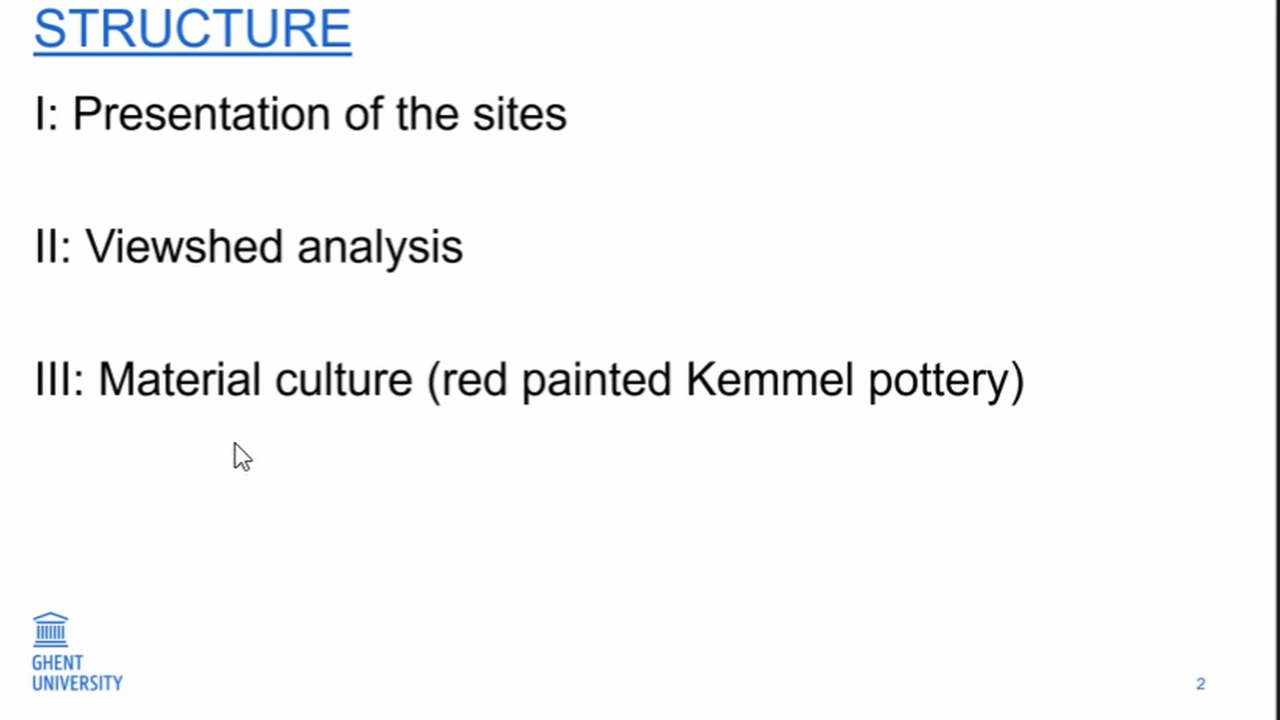 STRUCTURE
I: Presentation of the sites
II: Viewshed analysis
III: Material culture (red painted Kemmel pottery)
GHENT
UNIVERSITY
2